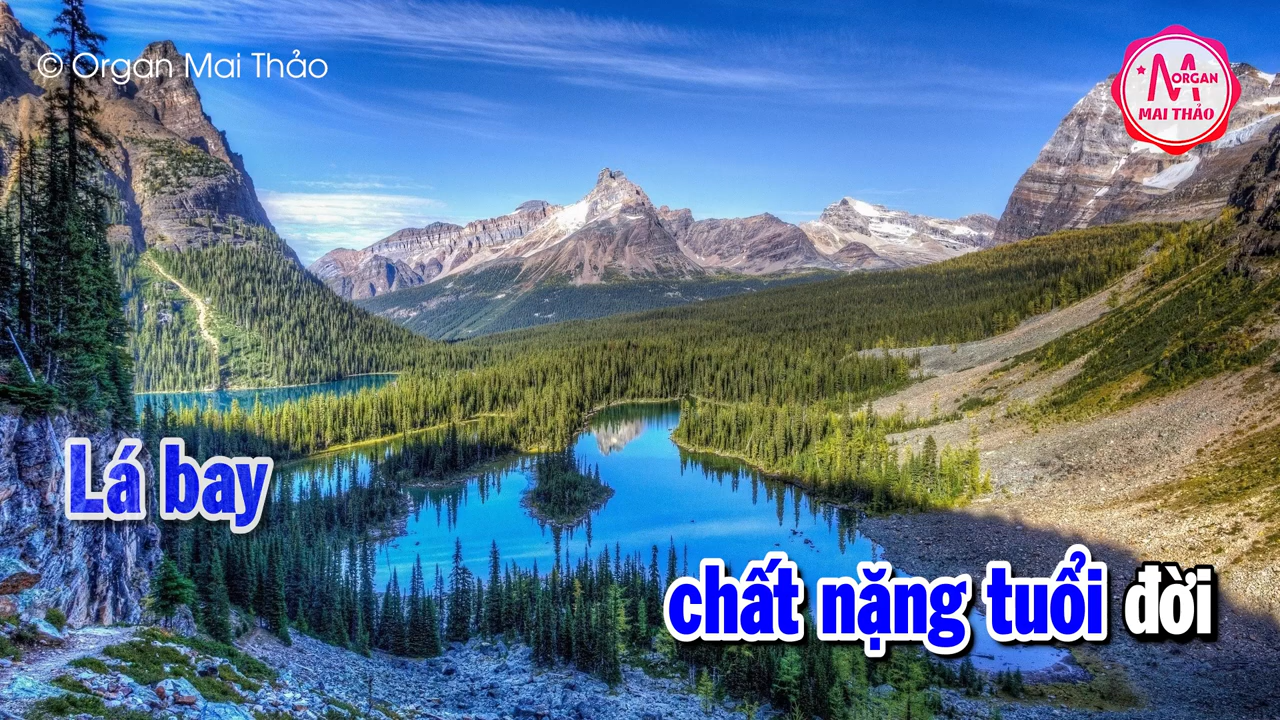 © Organ Mai Thảo
M ORGAN
MAI THẢO
Lá bay
chất nặng tuổi đời